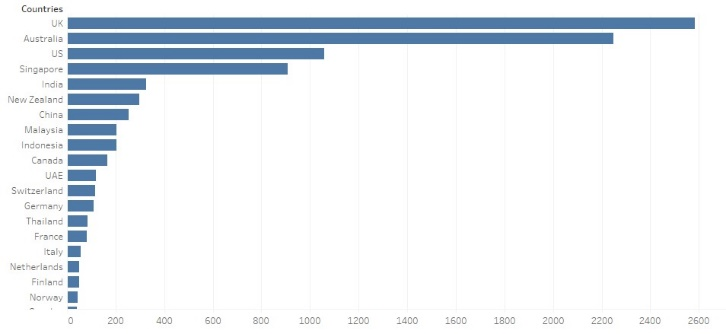 Countries
UK
Australia
US
Singapore
India
New Zealand
China
Malaysia
Indonesia
Canada
UAE
Switzerland
Germany
Thailand
France
Italy
Netherlands
Finland
Norway
0 200 400 600 800 1000 1200 1400 1600 1800 2000 2200 2400 2600